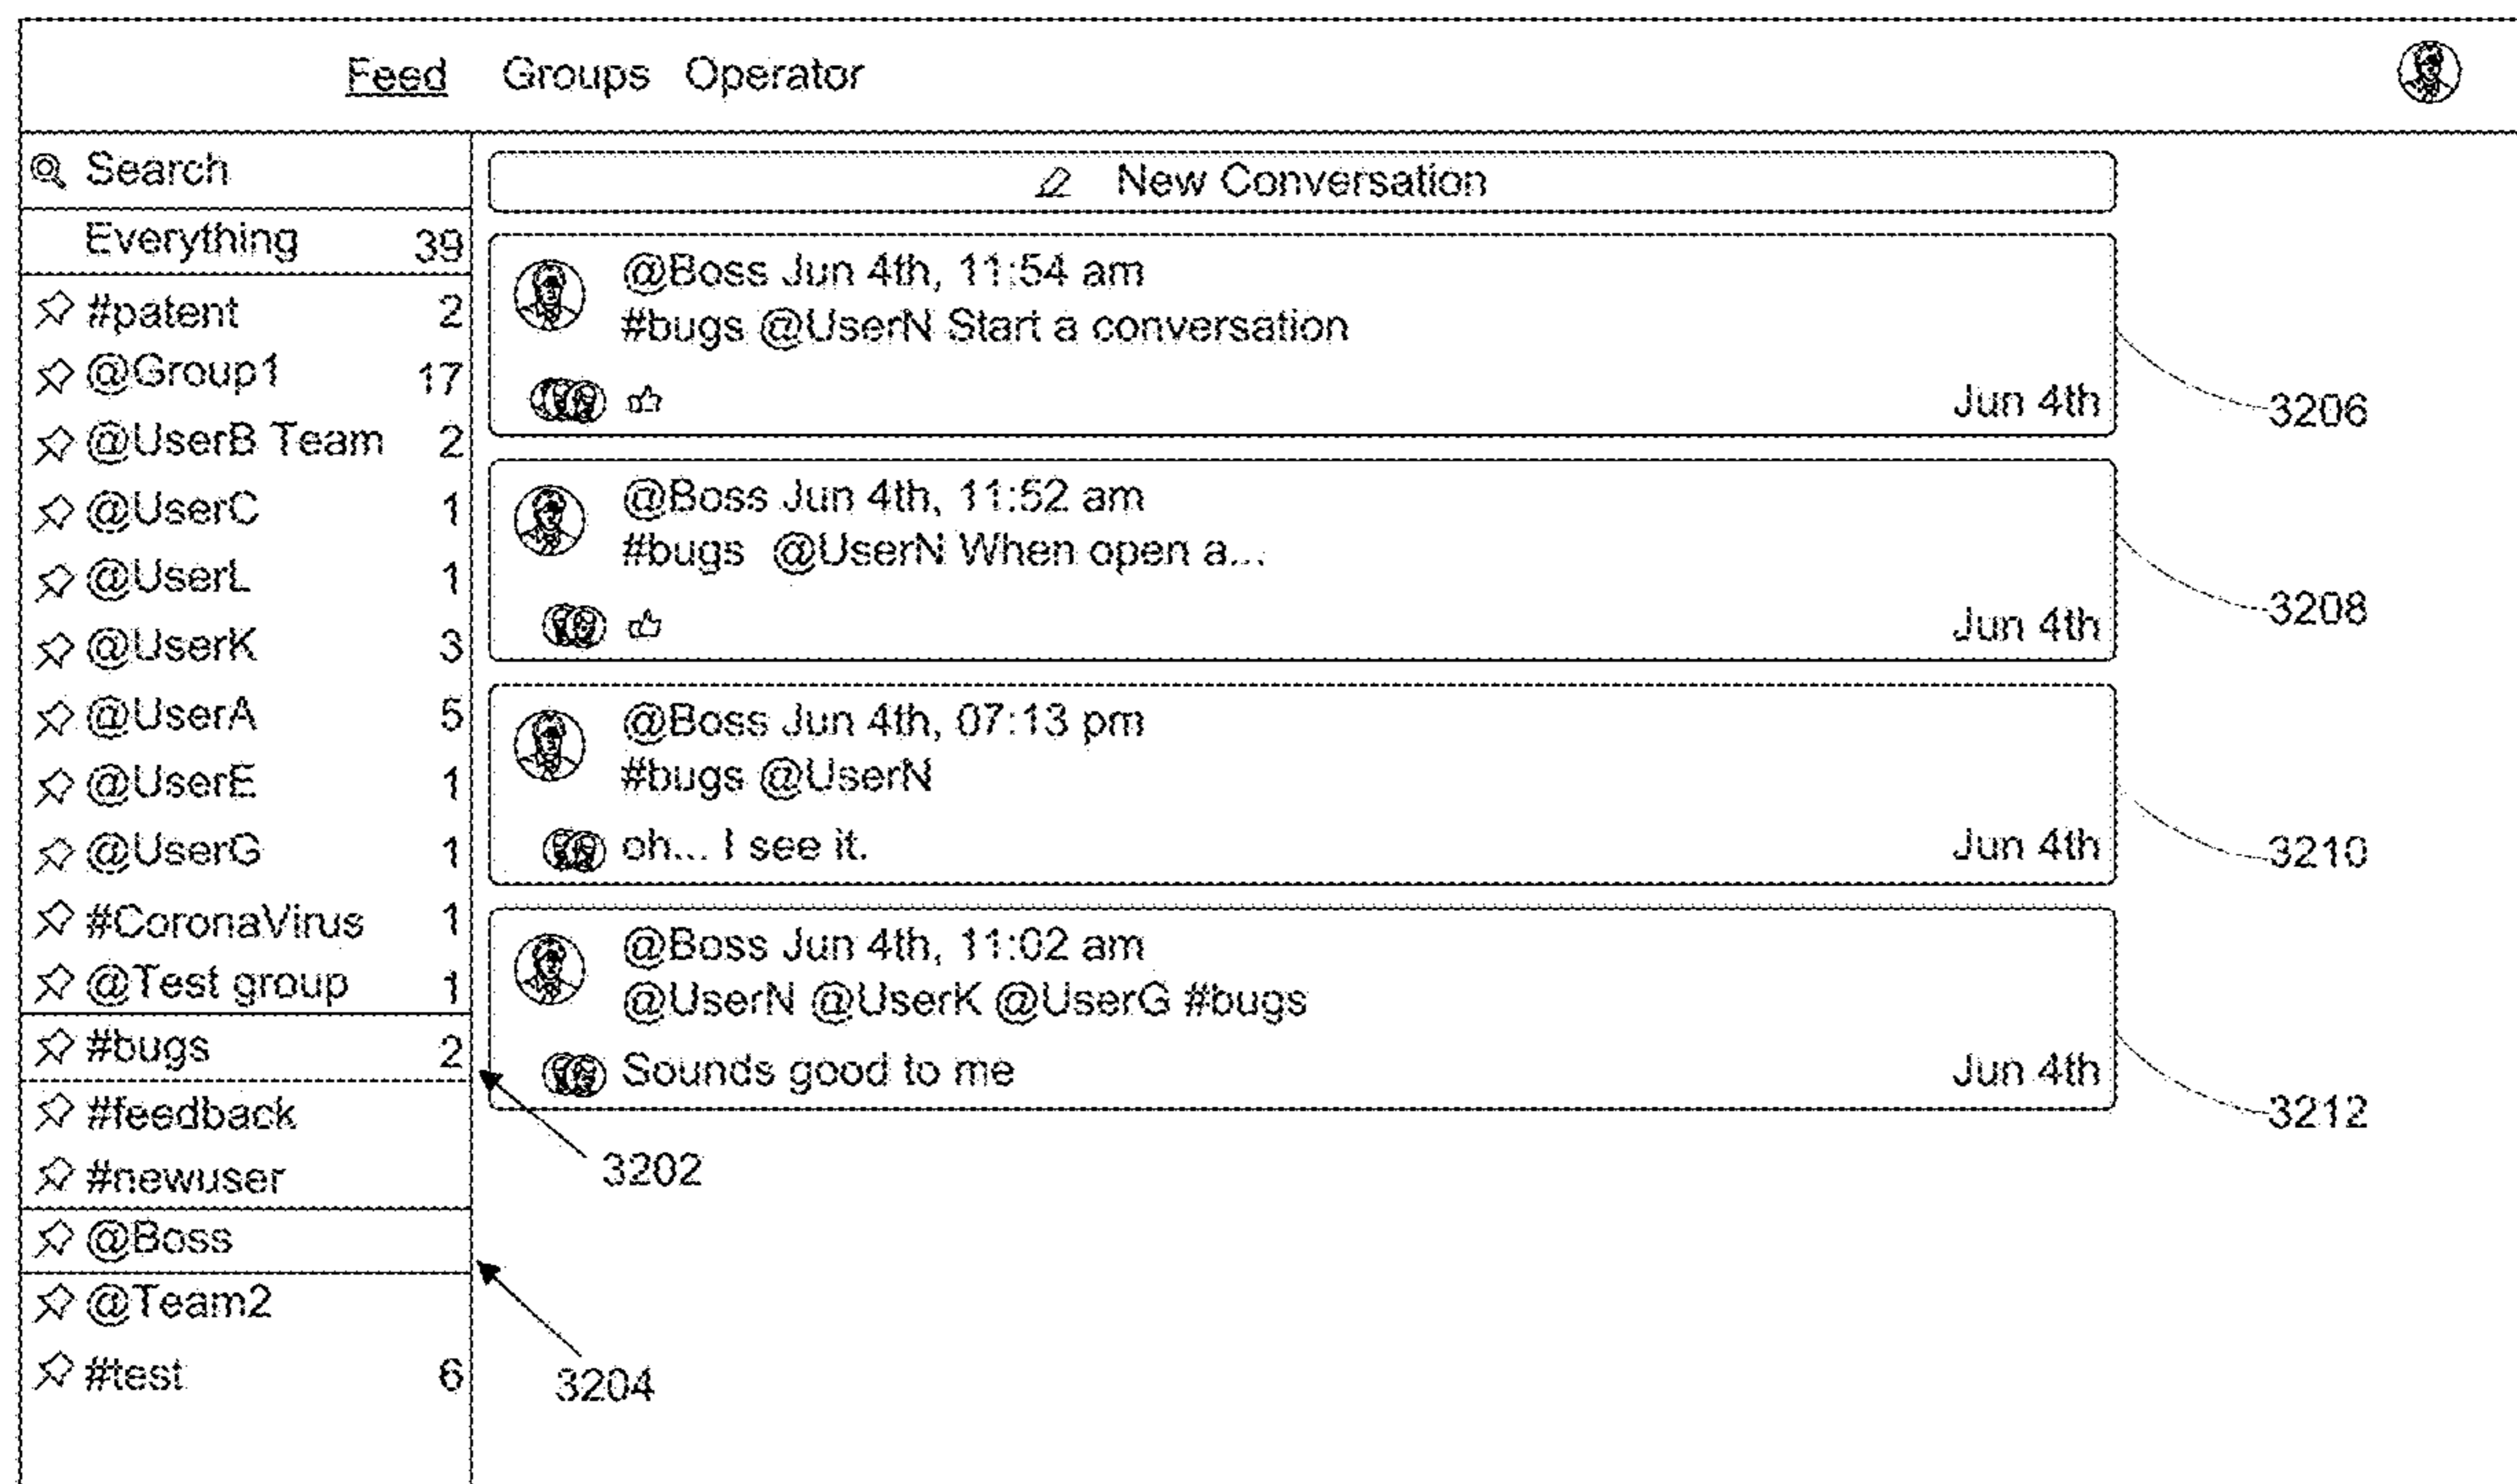 Feed Groups Operator
Search
Everything 39
#patent 2
@Group1 17
@UserB Team 2
@UserC 1
@UserL 1
@UserK 3
@UserA 5
@UserE 1
@UserG 1
#CoronaVirus 1
@Test group 1
#bugs 2
#feedback
#newuser
@Boss
@Team2
#test 6
New Conversation
@Boss Jun 4th, 11:54 am
#bugs @UserN Start a conversation
Jun 4th
3206
@Boss Jun 4th, 11:52 am
#bugs @UserN When open a...
Jun 4th
3208
@Boss Jun 4th, 07:13 pm
#bugs @UserN
oh... I see it.
Jun 4th
3210
@Boss Jun 4th, 11:02 am
@UserN @UserK @UserG #bugs
Sounds good to me
Jun 4th
3212
3202
3204